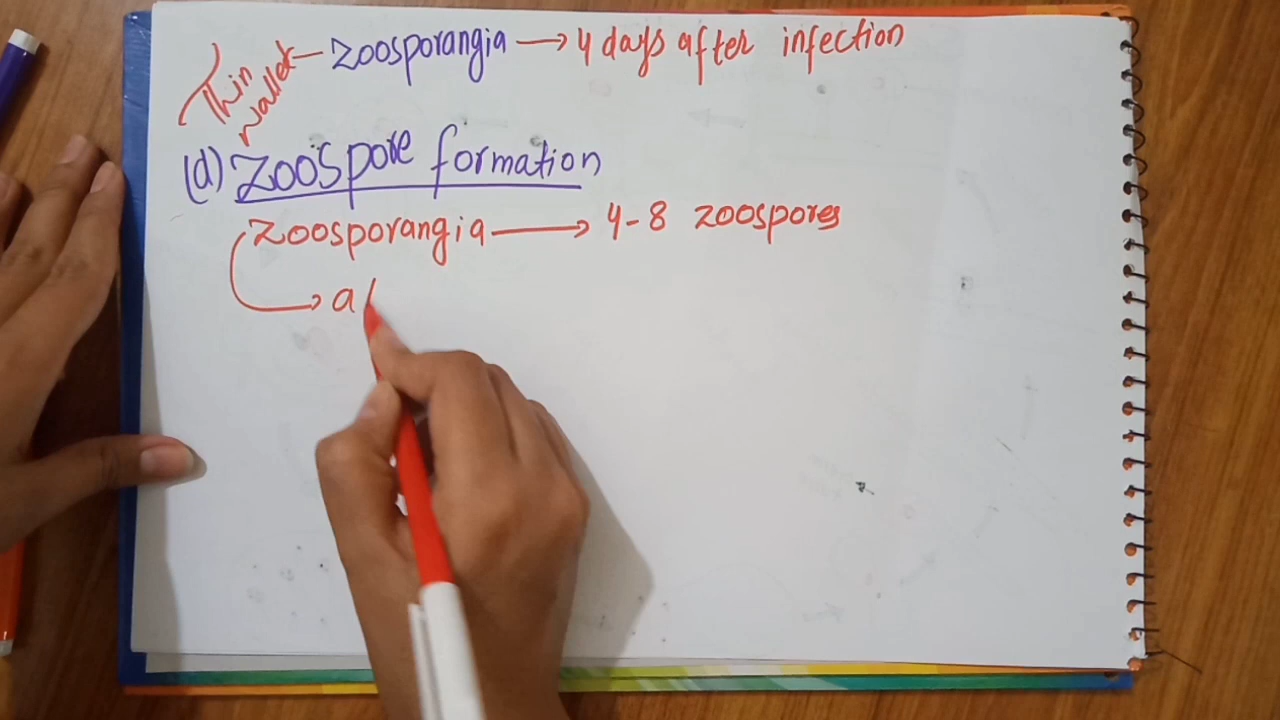 Thin walled — Zoosporangia → 4 days after infection
(d) Zoospore formation
Zoosporangia → 4-8 zoospores
→ a